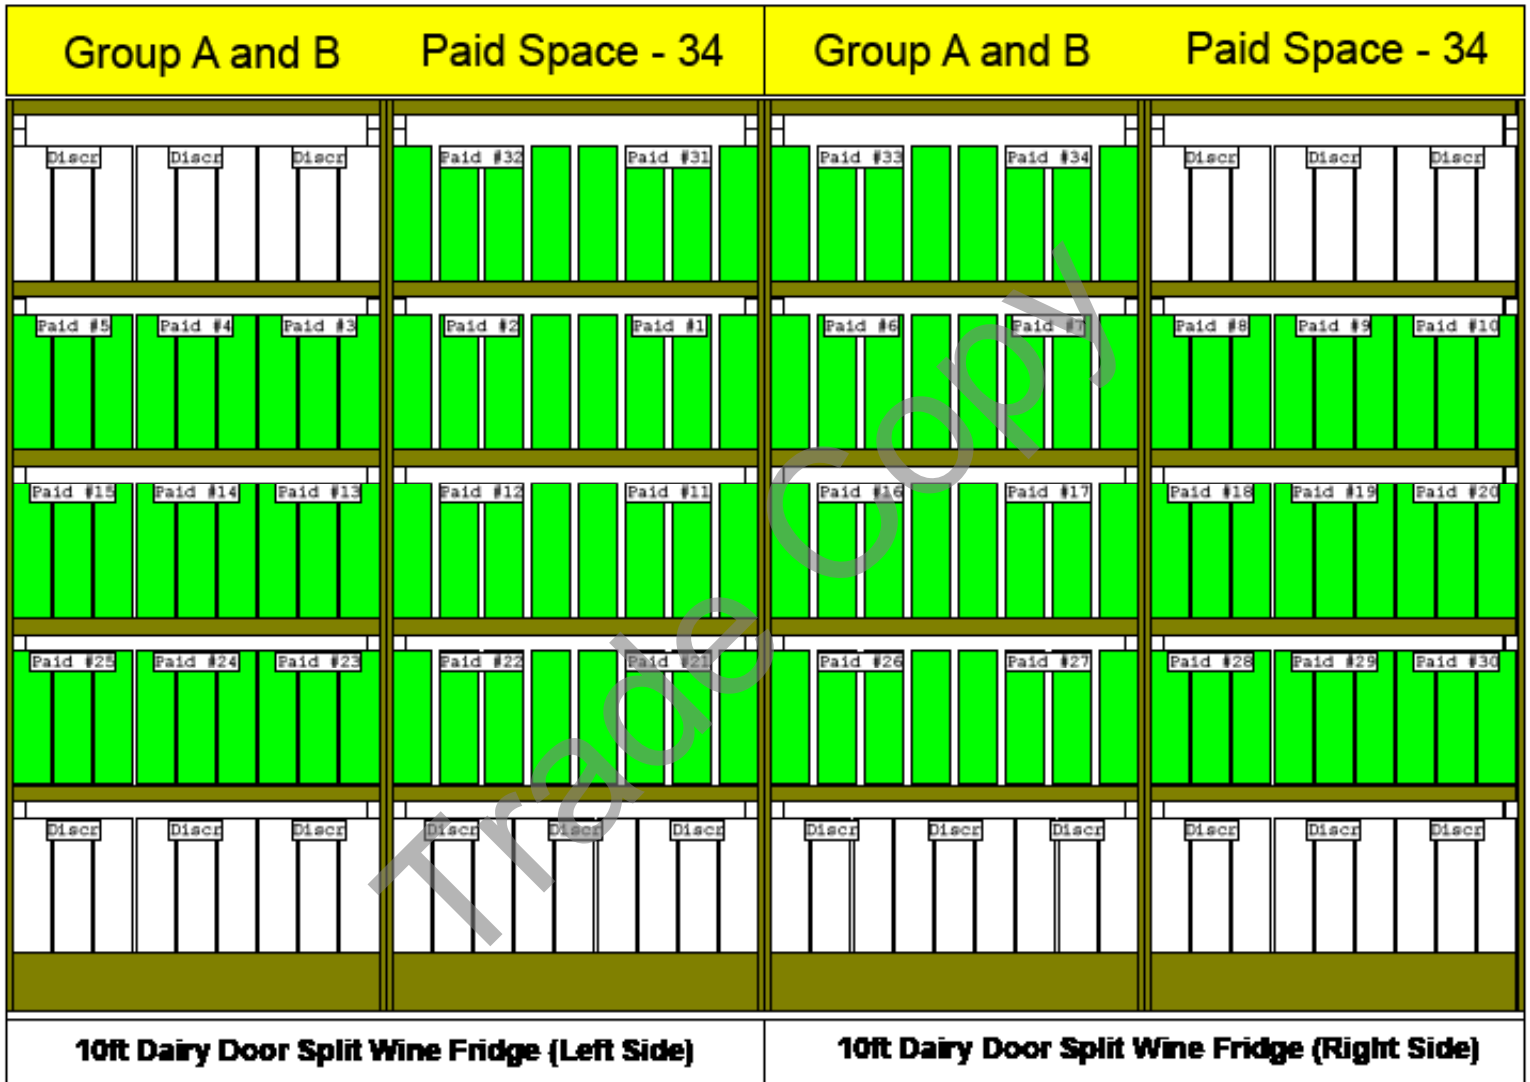 Group A and B Paid Space - 34 Group A and B Paid Space - 34
Discr Discr Discr Paid #32 Paid #31 Paid #33 Paid #34 Discr Discr Discr
Paid #5 Paid #4 Paid #3 Paid #2 Paid #1 Paid #6 Paid #7 Paid #8 Paid #9 Paid #10
Paid #15 Paid #14 Paid #13 Paid #12 Paid #11 Paid #16 Paid #17 Paid #18 Paid #19 Paid #20
Paid #25 Paid #24 Paid #23 Paid #22 Paid #21 Paid #26 Paid #27 Paid #28 Paid #29 Paid #30
Discr Discr Discr Discr Discr Discr Discr Discr Discr Discr Discr Discr
10ft Dairy Door Split Wine Fridge (Left Side) 10ft Dairy Door Split Wine Fridge (Right Side)
Trade Copy